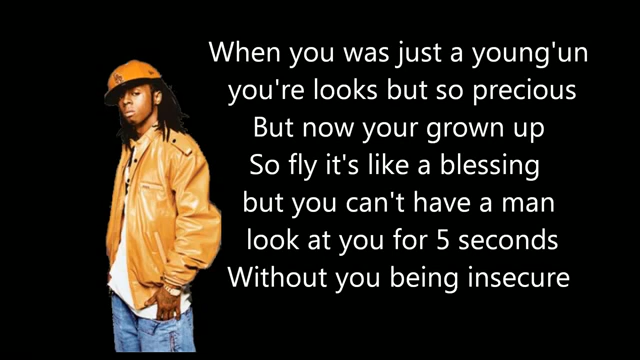 When you was just a young'un
you're looks but so precious
But now your grown up
So fly it's like a blessing
but you can't have a man
look at you for 5 seconds
Without you being insecure